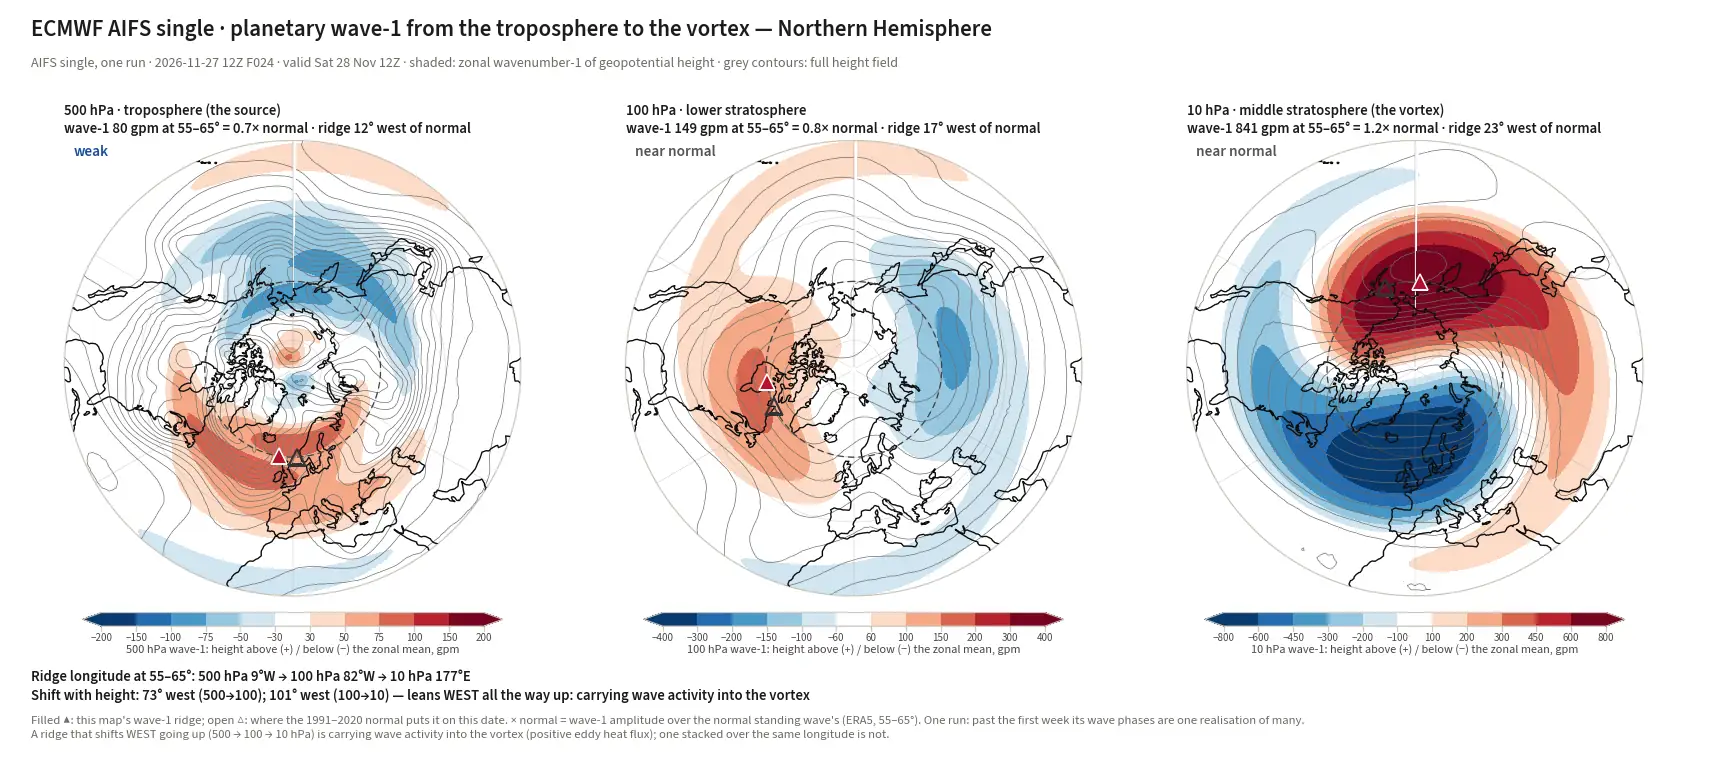 ECMWF AIFS single · planetary wave-1 from the troposphere to the vortex — Northern Hemisphere
AIFS single, one run · 2026-11-27 12Z F024 · valid Sat 28 Nov 12Z · shaded: zonal wavenumber-1 of geopotential height · grey contours: full height field
500 hPa · troposphere (the source)
wave-1 80 gpm at 55–65° = 0.7× normal · ridge 12° west of normal
weak
100 hPa · lower stratosphere
wave-1 149 gpm at 55–65° = 0.8× normal · ridge 17° west of normal
near normal
10 hPa · middle stratosphere (the vortex)
wave-1 841 gpm at 55–65° = 1.2× normal · ridge 23° west of normal
near normal
−200 −150 −100 −75 −50 −30 30 50 75 100 150 200
500 hPa wave-1: height above (+) / below (−) the zonal mean, gpm
−400 −300 −200 −150 −100 −60 60 100 150 200 300 400
100 hPa wave-1: height above (+) / below (−) the zonal mean, gpm
−800 −600 −450 −300 −200 −100 100 200 300 450 600 800
10 hPa wave-1: height above (+) / below (−) the zonal mean, gpm
Ridge longitude at 55–65°: 500 hPa 9°W → 100 hPa 82°W → 10 hPa 177°E
Shift with height: 73° west (500→100); 101° west (100→10) — leans WEST all the way up: carrying wave activity into the vortex
Filled ▲: this map's wave-1 ridge; open △: where the 1991–2020 normal puts it on this date. × normal = wave-1 amplitude over the normal standing wave's (ERA5, 55–65°). One run: past the first week its wave phases are one realisation of many.
A ridge that shifts WEST going up (500 → 100 → 10 hPa) is carrying wave activity into the vortex (positive eddy heat flux); one stacked over the same longitude is not.